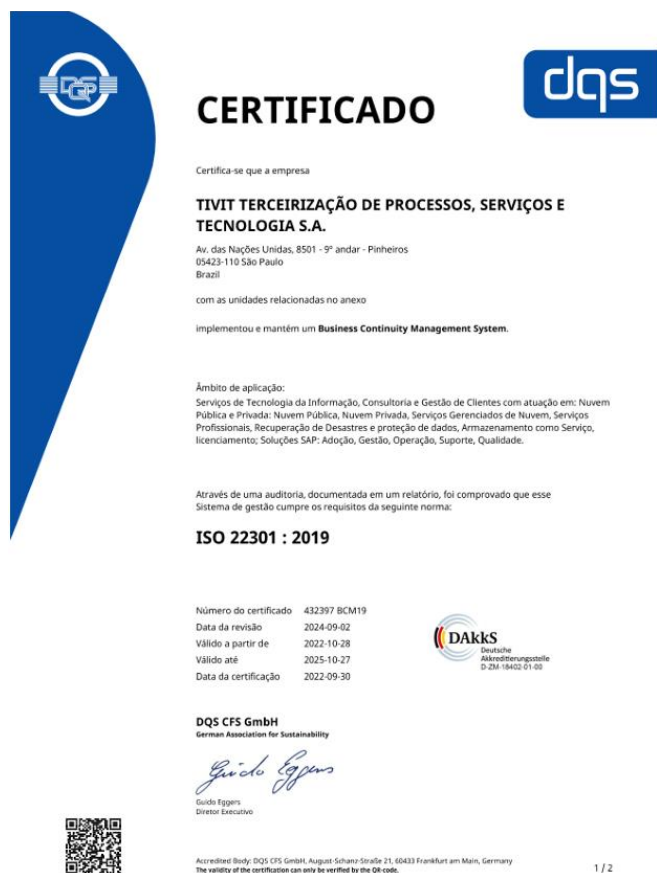 DQS
dqs
CERTIFICADO
Certifica-se que a empresa
TIVIT TERCEIRIZAÇÃO DE PROCESSOS, SERVIÇOS E
TECNOLOGIA S.A.
Av. das Nações Unidas, 8501 - 9º andar - Pinheiros
05423-110 São Paulo
Brazil
com as unidades relacionadas no anexo
implementou e mantém um Business Continuity Management System.
Âmbito de aplicação:
Serviços de Tecnologia da Informação, Consultoria e Gestão de Clientes com atuação em: Nuvem
Pública e Privada: Nuvem Pública, Nuvem Privada, Serviços Gerenciados de Nuvem, Serviços
Profissionais, Recuperação de Desastres e proteção de dados, Armazenamento como Serviço,
licenciamento; Soluções SAP: Adoção, Gestão, Operação, Suporte, Qualidade.
Através de uma auditoria, documentada em um relatório, foi comprovado que esse
Sistema de gestão cumpre os requisitos da seguinte norma:
ISO 22301 : 2019
Número do certificado 432397 BCM19
Data da revisão 2024-09-02
Válido a partir de 2022-10-28
Válido até 2025-10-27
Data da certificação 2022-09-30
DAkkS
Deutsche
Akkreditierungsstelle
D-ZM-18402-01-00
DQS CFS GmbH
German Association for Sustainability
Guido Eggers
Guido Eggers
Diretor Executivo
Accredited Body: DQS CFS GmbH, August-Schanz-Straße 21, 60433 Frankfurt am Main, Germany
The validity of the certification can only be verified by the QR-code.
1 / 2